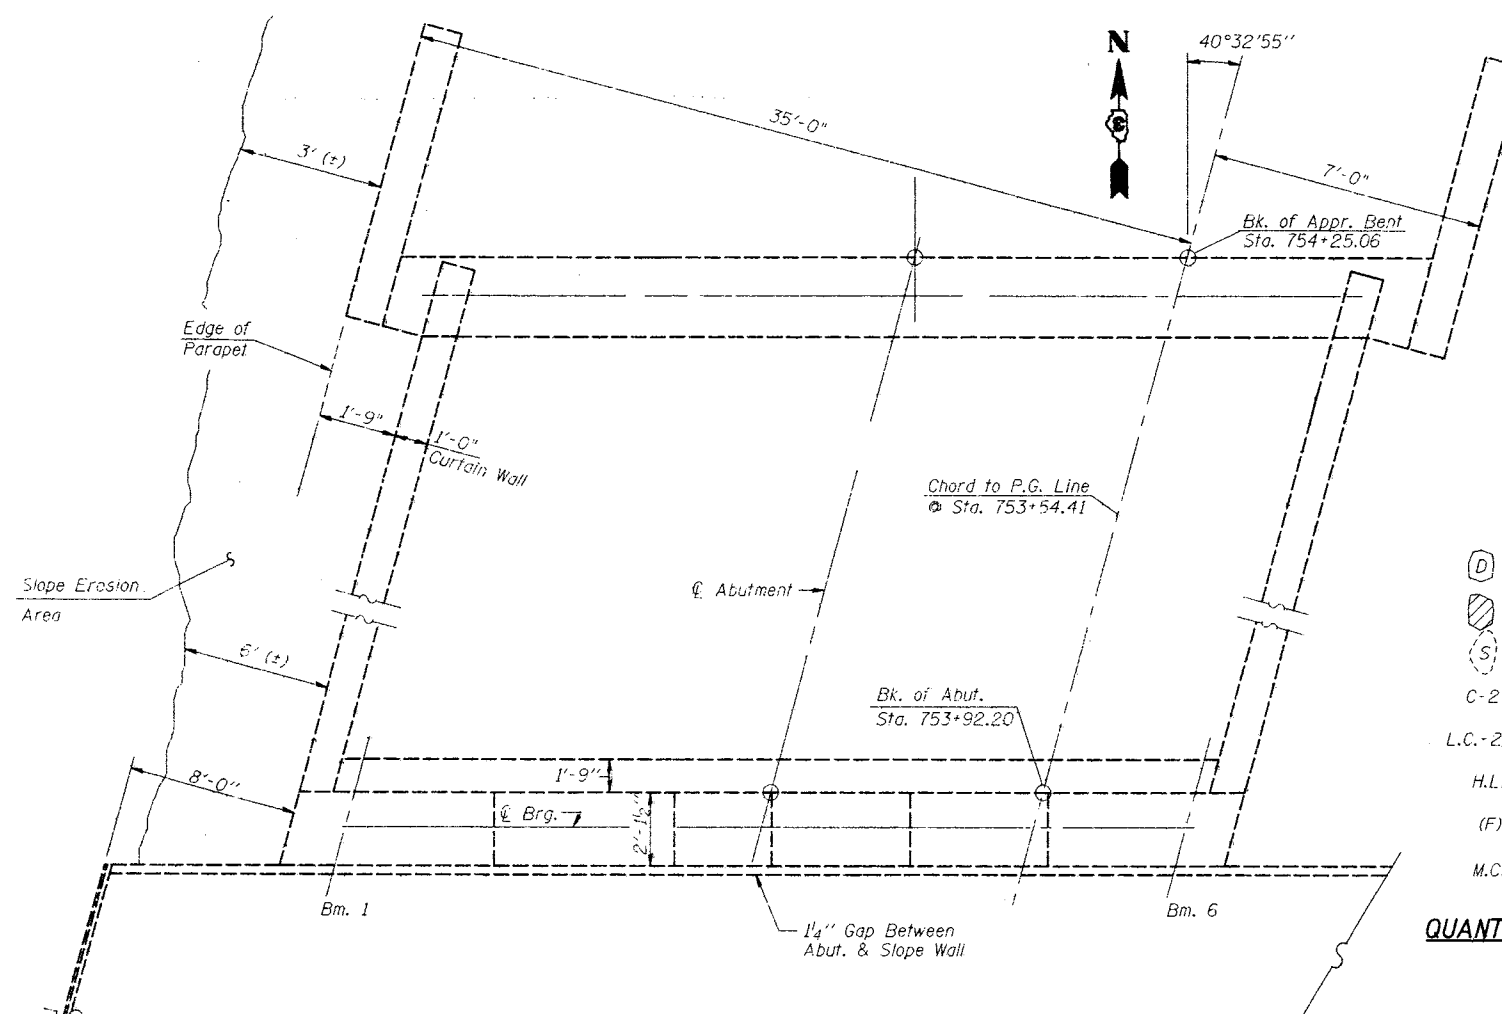 N
40°32'55''
35'-0"
3' (±)
7'-0"
Bk. of Appr. Bent
Sta. 754+25.06
Edge of
Parapet
1'-9"
1'-0"
Curtain Wall
Chord to P.G. Line
@ Sta. 753+54.41
℄ Abutment
Slope Erosion
Area
6' (±)
Bk. of Abut.
Sta. 753+92.20
8'-0''
1'-9''
℄ Brg.
2'-1½''
Bm. 1
Bm. 6
1¼'' Gap Between
Abut. & Slope Wall
D
S
C-2
L.C.-2
H.L.
(F)
M.C.
QUANT